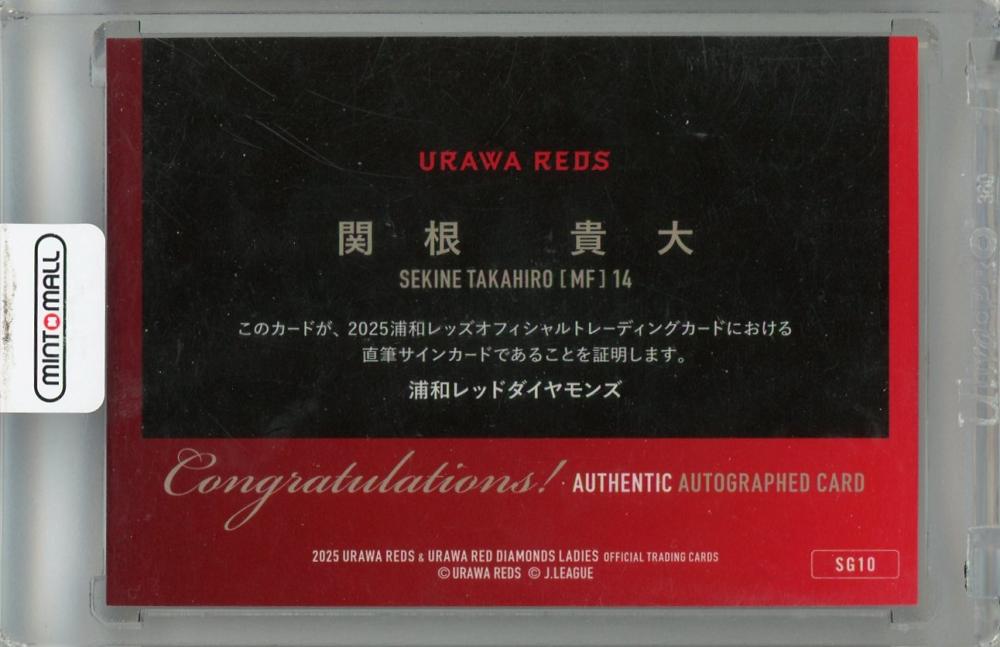 URAWA REDS
関根 貴大
SEKINE TAKAHIRO [MF] 14
このカードが、2025浦和レッズオフィシャルトレーディングカードにおける
直筆サインカードであることを証明します。
浦和レッドダイヤモンズ
Congratulations! AUTHENTIC AUTOGRAPHED CARD
2025 URAWA REDS & URAWA RED DIAMONDS LADIES OFFICIAL TRADING CARDS
© URAWA REDS © J.LEAGUE
SG10
MINTMALL